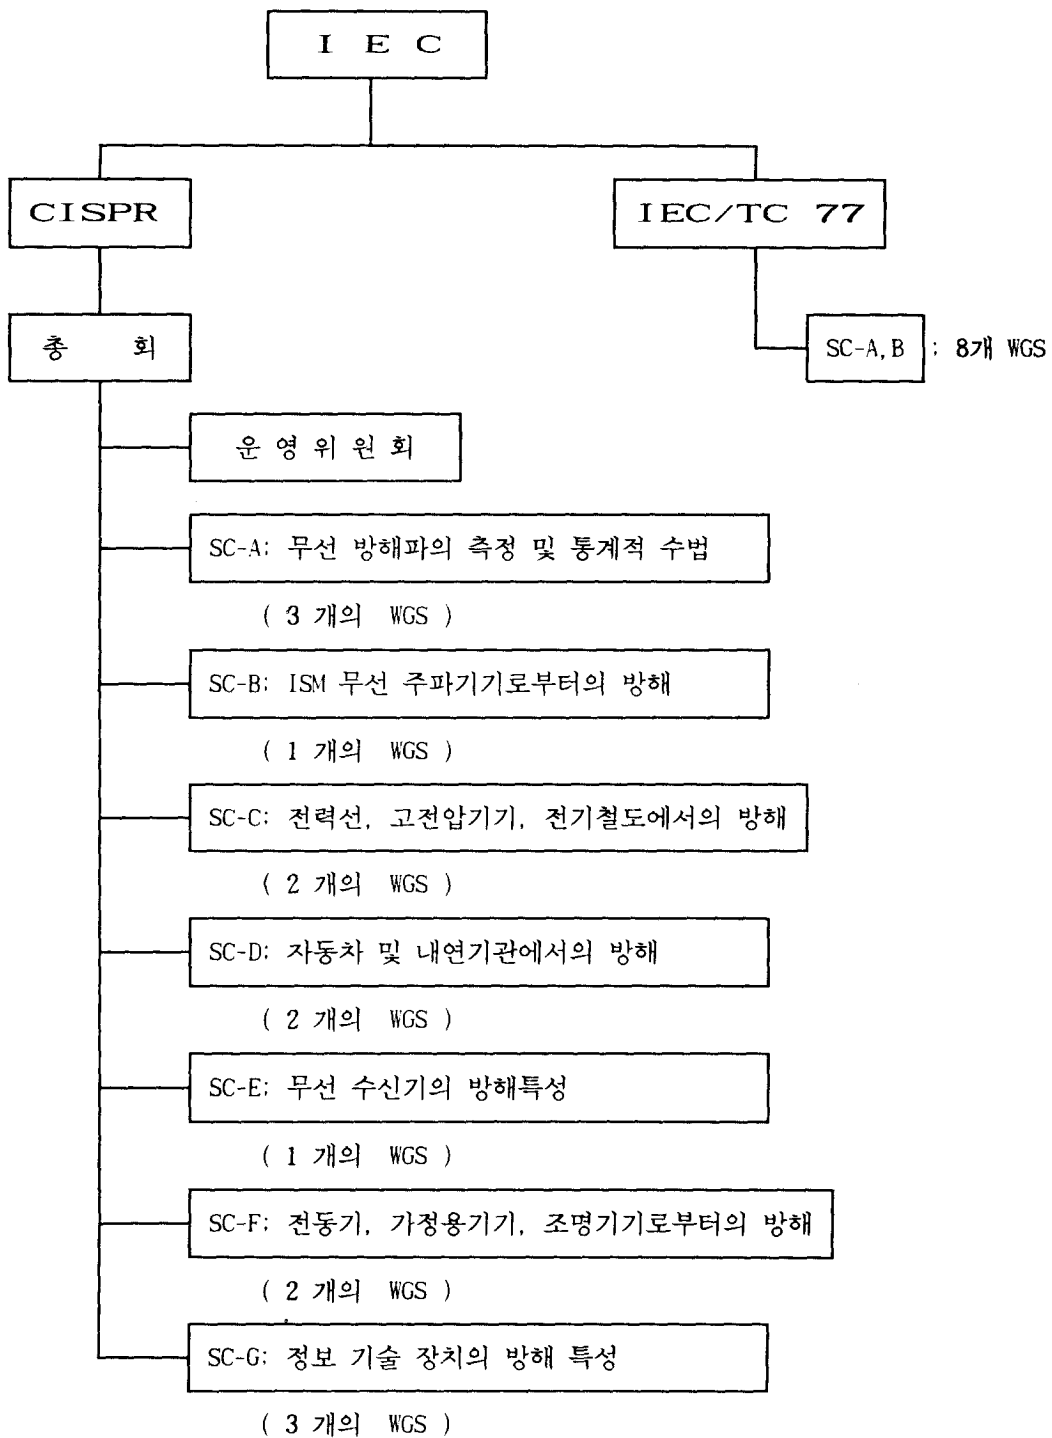 I E C
CISPR
IEC/TC 77
총 회
SC-A,B : 8개 WGS
운영위원회
SC-A: 무선 방해파의 측정 및 통계적 수법
( 3 개의 WGS )
SC-B: ISM 무선 주파기기로부터의 방해
( 1 개의 WGS )
SC-C: 전력선, 고전압기기, 전기철도에서의 방해
( 2 개의 WGS )
SC-D: 자동차 및 내연기관에서의 방해
( 2 개의 WGS )
SC-E: 무선 수신기의 방해특성
( 1 개의 WGS )
SC-F: 전동기, 가정용기기, 조명기기로부터의 방해
( 2 개의 WGS )
SC-G: 정보 기술 장치의 방해 특성
( 3 개의 WGS )